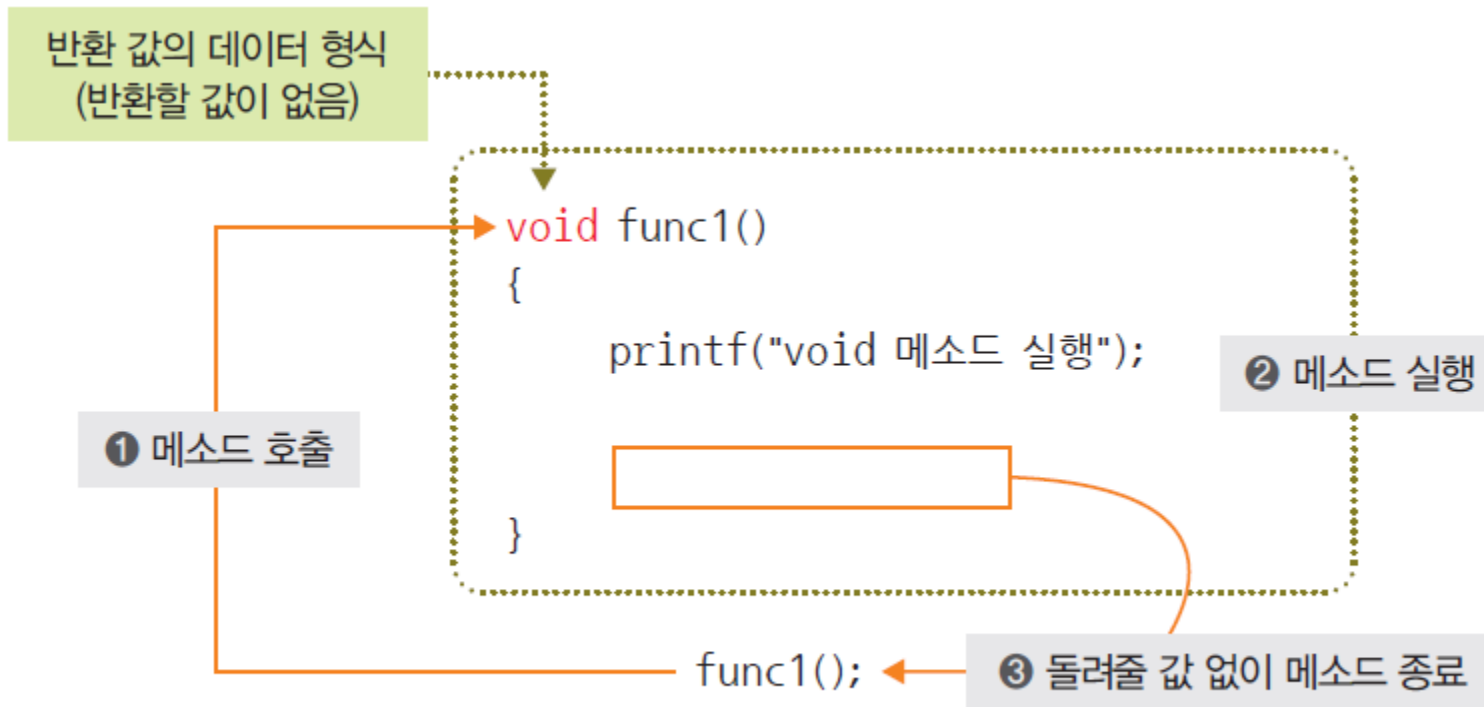 반환 값의 데이터 형식
(반환할 값이 없음)
void func1()
{
printf("void 메소드 실행");
❷ 메소드 실행
❶ 메소드 호출
}
func1();
❸ 돌려줄 값 없이 메소드 종료